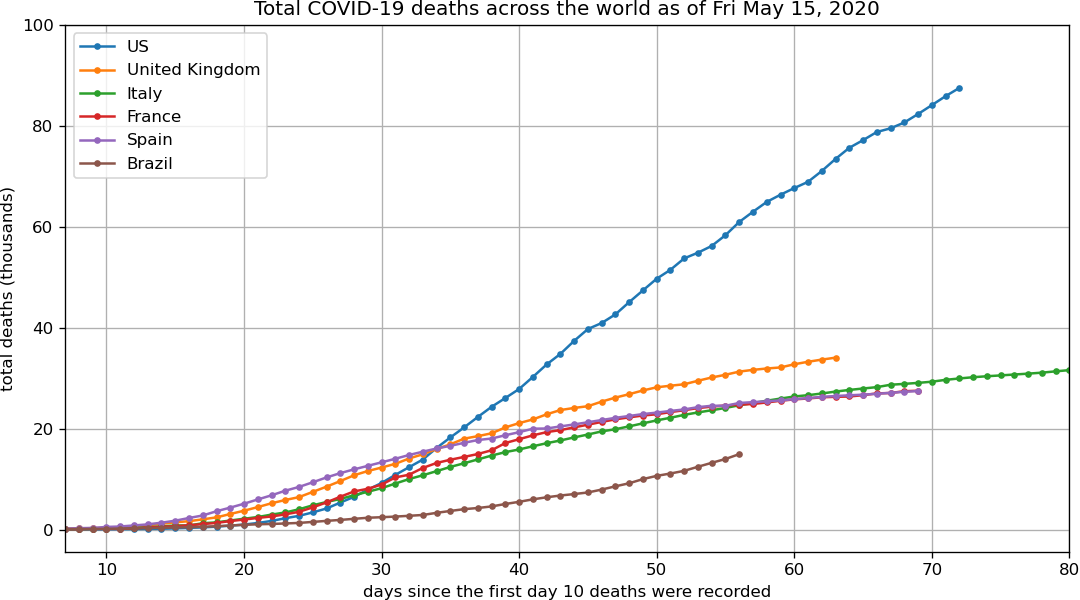 Total COVID-19 deaths across the world as of Fri May 15, 2020
total deaths (thousands)
100
80
60
40
20
0
US
United Kingdom
Italy
France
Spain
Brazil
10 20 30 40 50 60 70 80
days since the first day 10 deaths were recorded